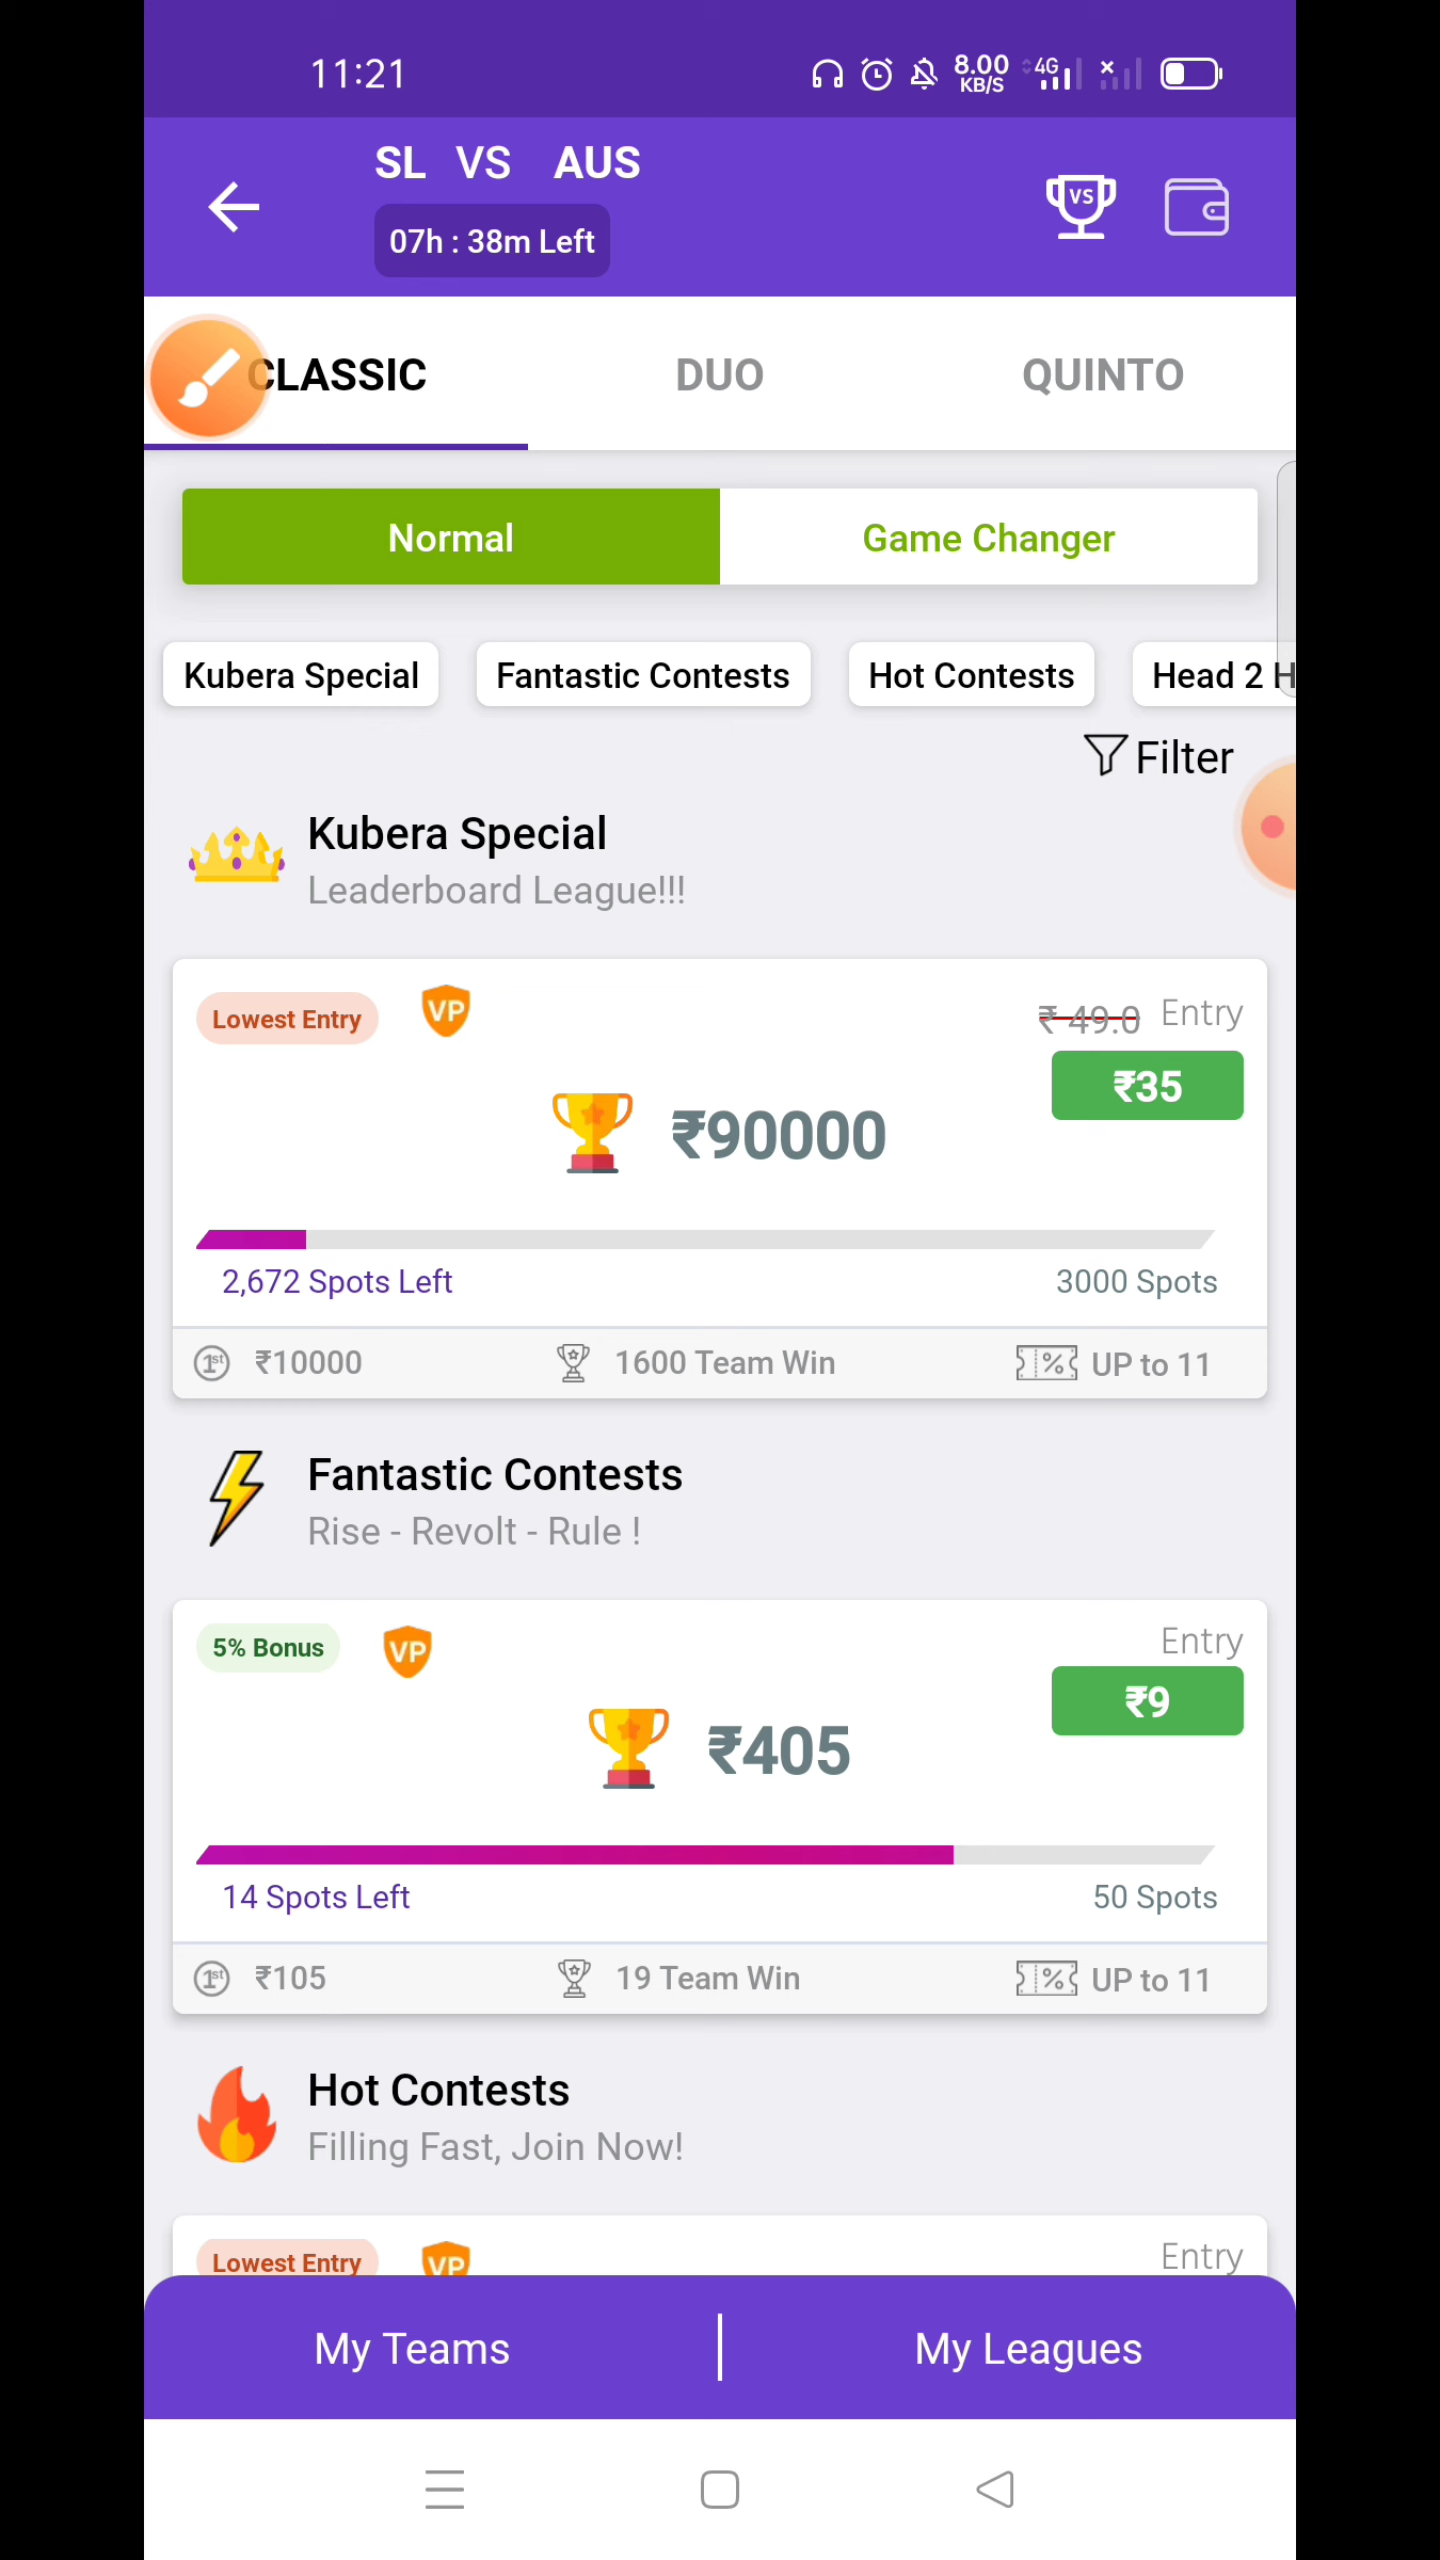 11:21
8.00
KB/S
4G
SL VS AUS
07h : 38m Left
VS
CLASSIC DUO QUINTO
Normal Game Changer
Kubera Special Fantastic Contests Hot Contests Head 2 H
Filter
Kubera Special
Leaderboard League!!!
Lowest Entry VP ₹ 49.0 Entry
₹35
₹90000
2,672 Spots Left 3000 Spots
1st ₹10000 1600 Team Win % UP to 11
Fantastic Contests
Rise - Revolt - Rule !
5% Bonus VP Entry
₹9
₹405
14 Spots Left 50 Spots
1st ₹105 19 Team Win % UP to 11
Hot Contests
Filling Fast, Join Now!
Lowest Entry VP Entry
My Teams My Leagues